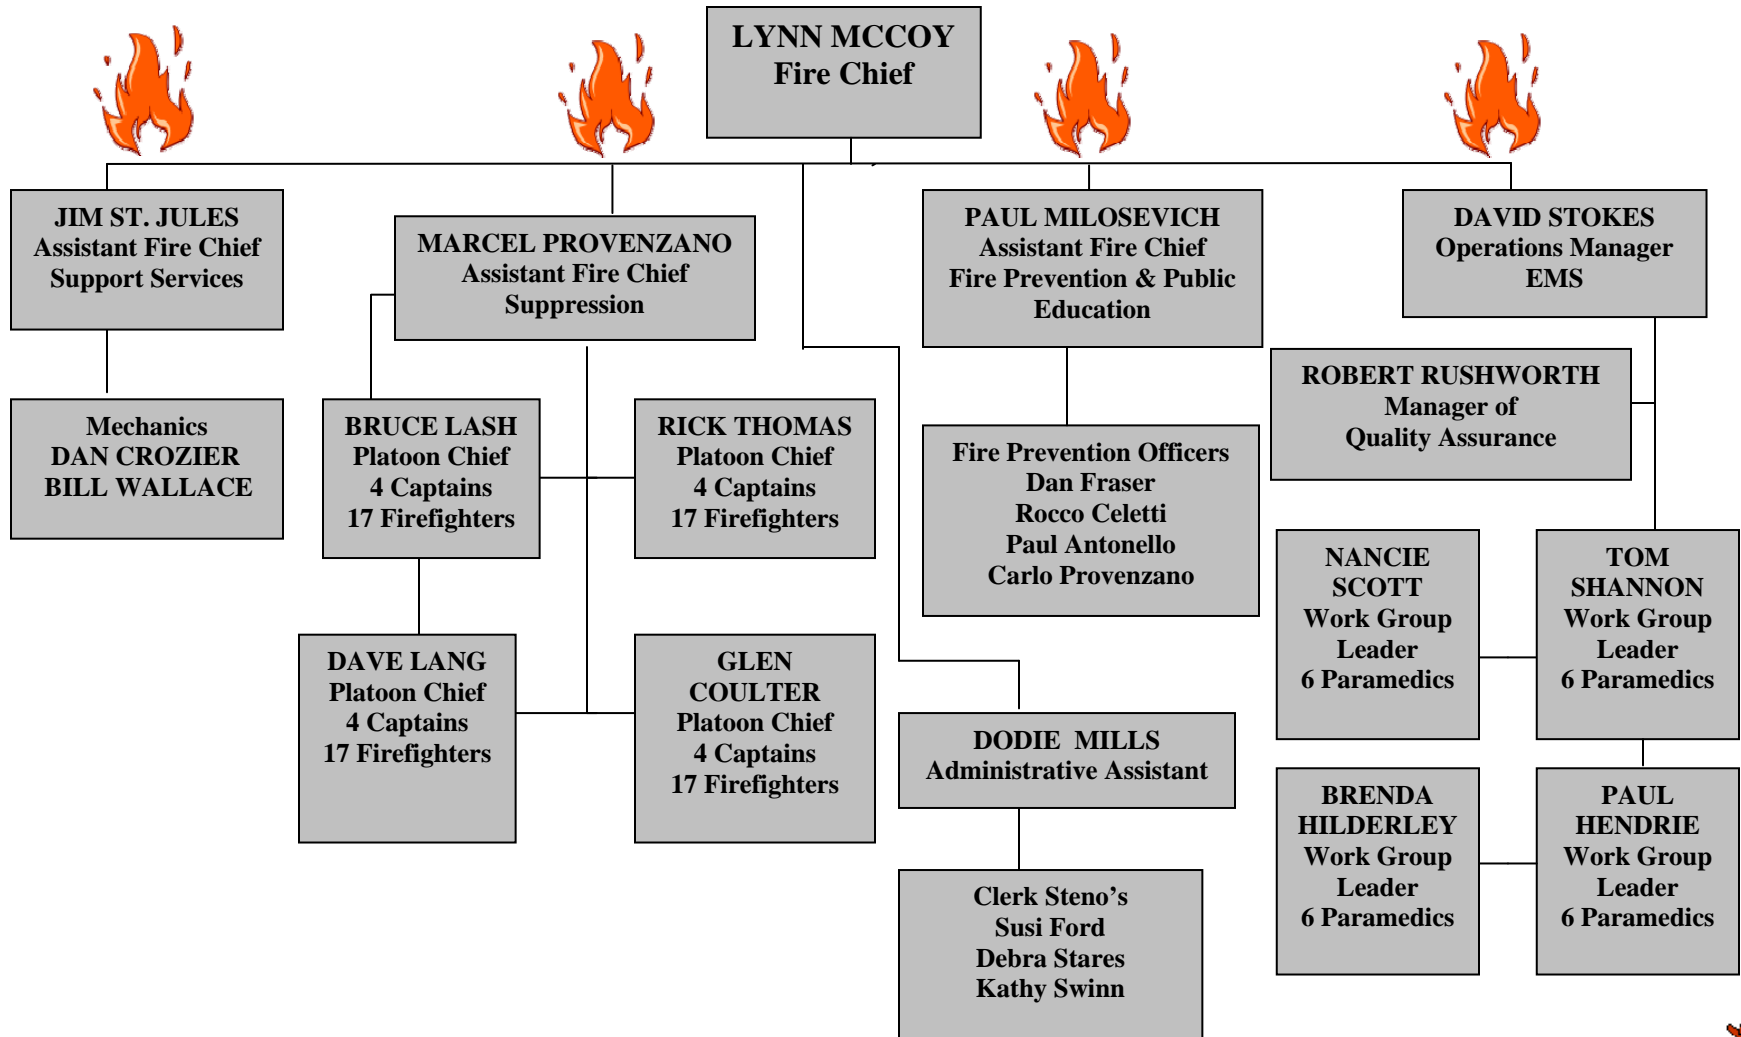 LYNN MCCOY
Fire Chief
JIM ST. JULES
Assistant Fire Chief
Support Services
MARCEL PROVENZANO
Assistant Fire Chief
Suppression
PAUL MILOSEVICH
Assistant Fire Chief
Fire Prevention & Public
Education
DAVID STOKES
Operations Manager
EMS
ROBERT RUSHWORTH
Manager of
Quality Assurance
Mechanics
DAN CROZIER
BILL WALLACE
BRUCE LASH
Platoon Chief
4 Captains
17 Firefighters
RICK THOMAS
Platoon Chief
4 Captains
17 Firefighters
Fire Prevention Officers
Dan Fraser
Rocco Celetti
Paul Antonello
Carlo Provenzano
NANCIE
SCOTT
Work Group
Leader
6 Paramedics
TOM
SHANNON
Work Group
Leader
6 Paramedics
DAVE LANG
Platoon Chief
4 Captains
17 Firefighters
GLEN
COULTER
Platoon Chief
4 Captains
17 Firefighters
DODIE  MILLS
Administrative Assistant
BRENDA
HILDERLEY
Work Group
Leader
6 Paramedics
PAUL
HENDRIE
Work Group
Leader
6 Paramedics
Clerk Steno’s
Susi Ford
Debra Stares
Kathy Swinn